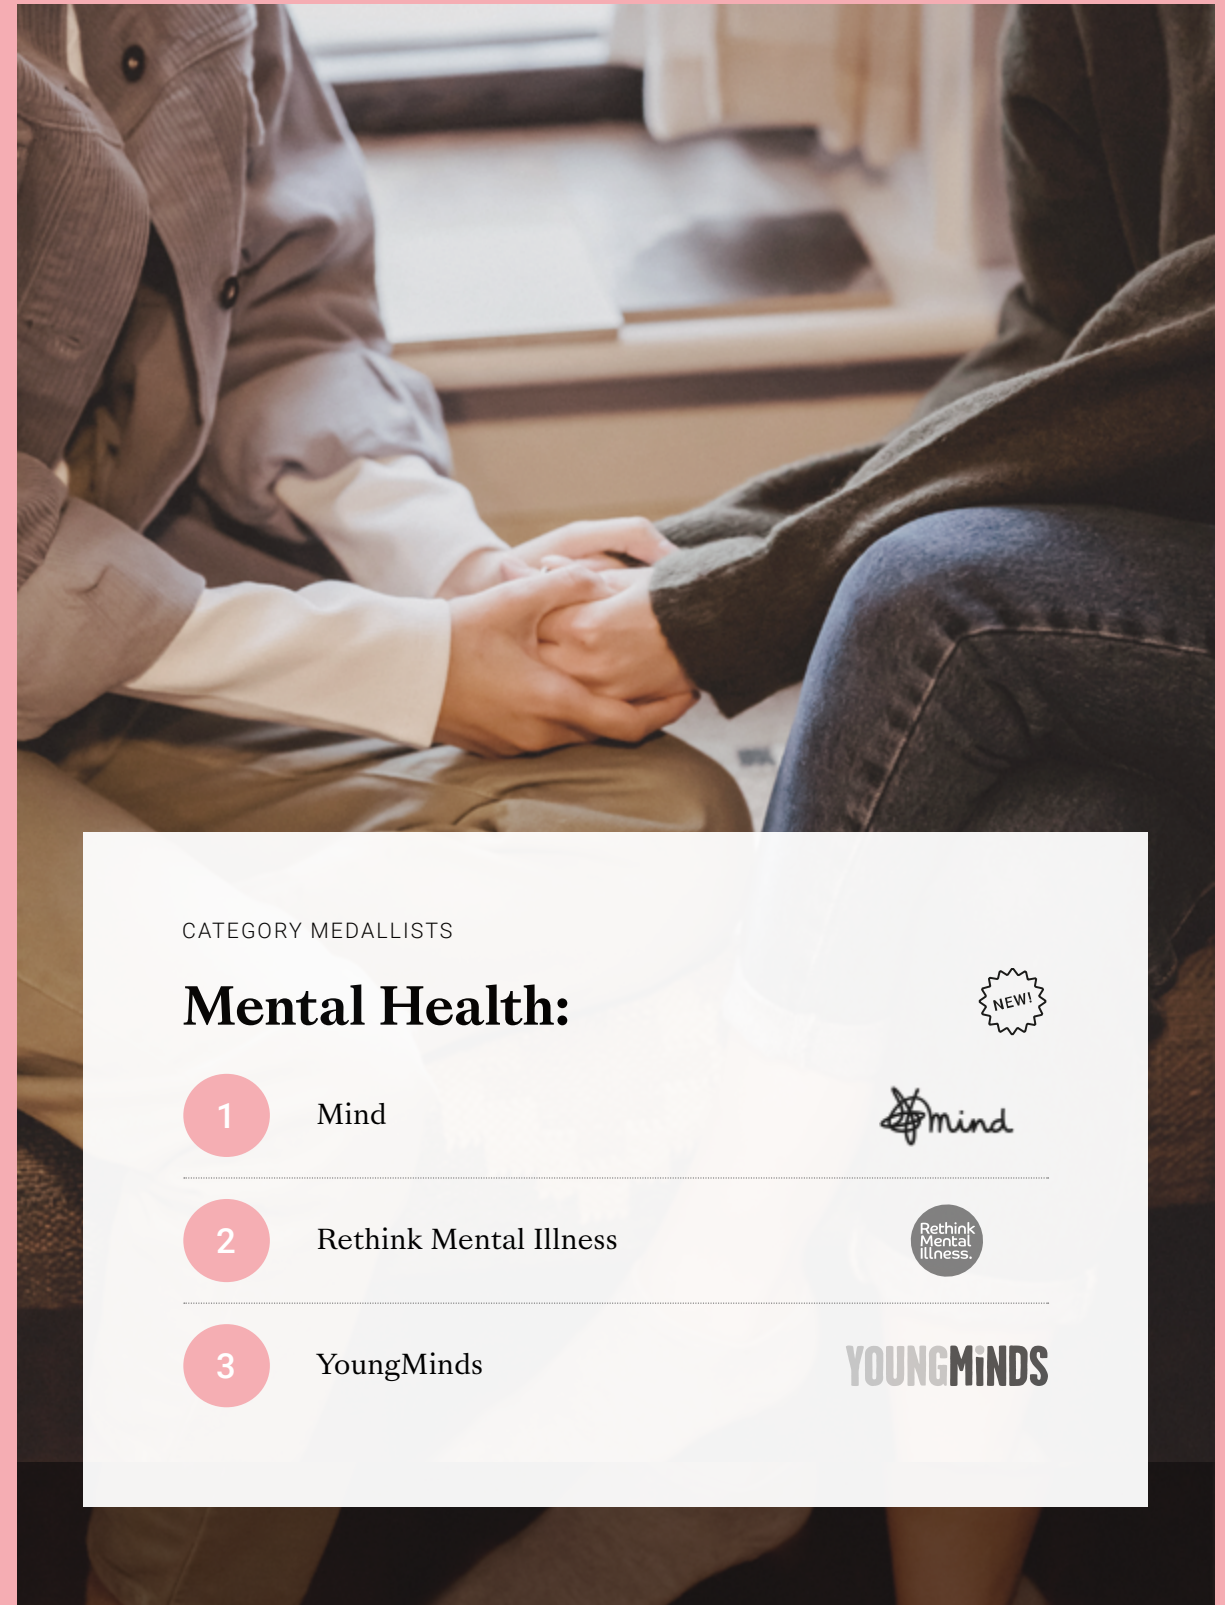 CATEGORY MEDALLISTS
Mental Health:
NEW!
1 Mind mind
2 Rethink Mental Illness
Rethink
Mental
Illness.
3 YoungMinds YOUNGMiNDS